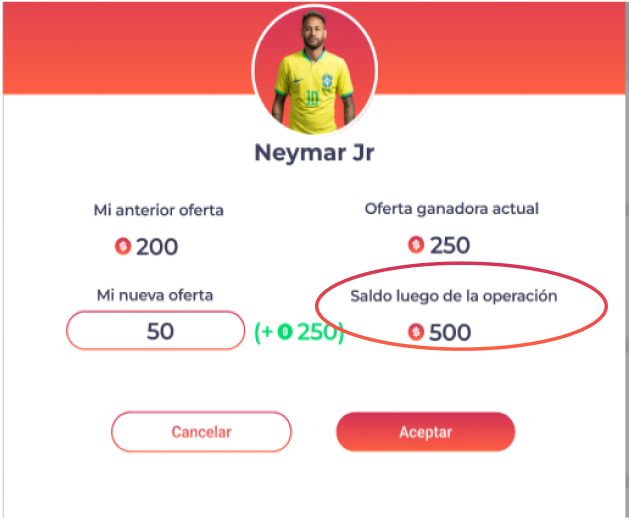 10
Neymar Jr
Mi anterior oferta
200
Oferta ganadora actual
250
Mi nueva oferta
50
(+ 250)
Saldo luego de la operación
500
Cancelar
Aceptar